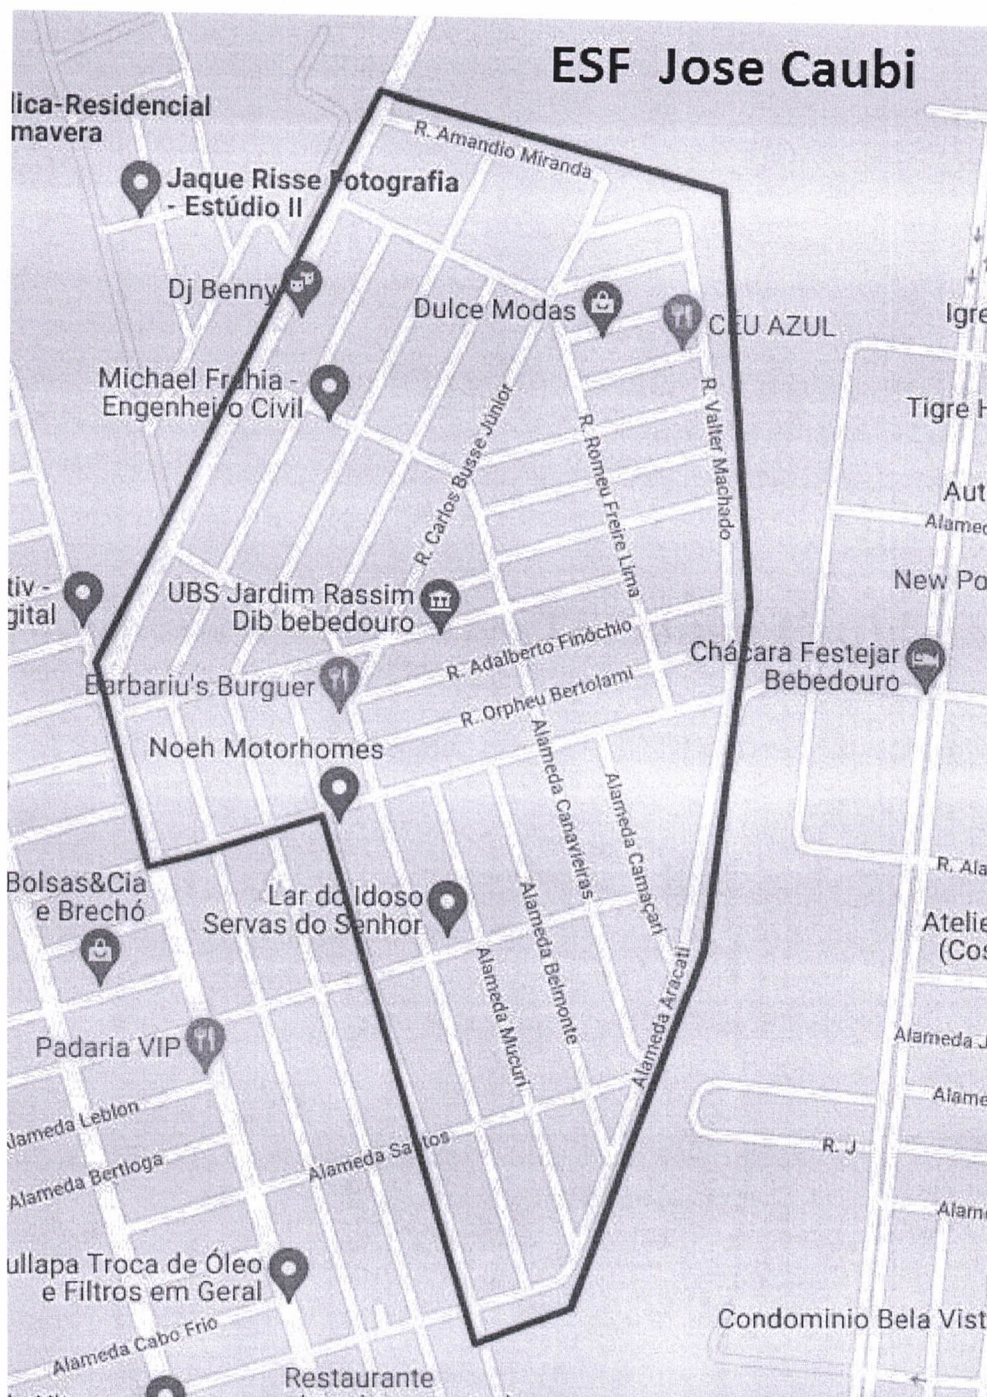 ESF Jose Caubi
lica-Residencial
mavera
R. Amandio Miranda
Jaque Risse Fotografia
- Estúdio II
Dj Benny
Dulce Modas
CEU AZUL
Igre
Michael Frahia -
Engenheiro Civil
Tigre H
R. Carlos Busse Junior
R. Romeu Freire Lima
R. Valter Machado
Aut
Alamed
New Po
tiv -
gital
UBS Jardim Rassim
Dib bebedouro
R. Adalberto Finóchio
Chácara Festejar
Bebedouro
Barbariu's Burguer
R. Orpheu Bertolami
Noeh Motorhomes
Alameda Canavieiras
Alameda Camaçari
R. Ala
Bolsas&Cia
e Brechó
Lar do Idoso
Servas do Senhor
Alameda Belmonte
Atelie
(Cos
Alameda Mucuri
Alameda Aracati
Padaria VIP
Alameda J
Alameda Leblon
Alame
Alameda Santos
R. J
Alameda Bertioga
Alam
ullapa Troca de Óleo
e Filtros em Geral
Condominio Bela Vist
Alameda Cabo Frio
Restaurante